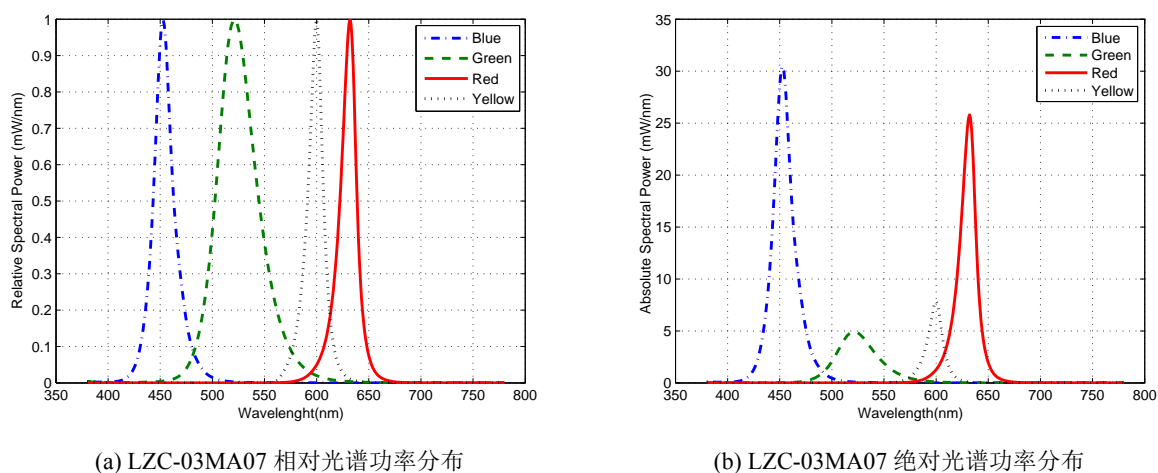 Relative Spectral Power (mW/nm)
1
0.9
0.8
0.7
0.6
0.5
0.4
0.3
0.2
0.1
0
350 400 450 500 550 600 650 700 750 800
Wavelenght(nm)
Blue
Green
Red
Yellow
(a) LZC-03MA07 相对光谱功率分布
Absolute Spectral Power (mW/nm)
35
30
25
20
15
10
5
0
350 400 450 500 550 600 650 700 750 800
Wavelength(nm)
Blue
Green
Red
Yellow
(b) LZC-03MA07 绝对光谱功率分布